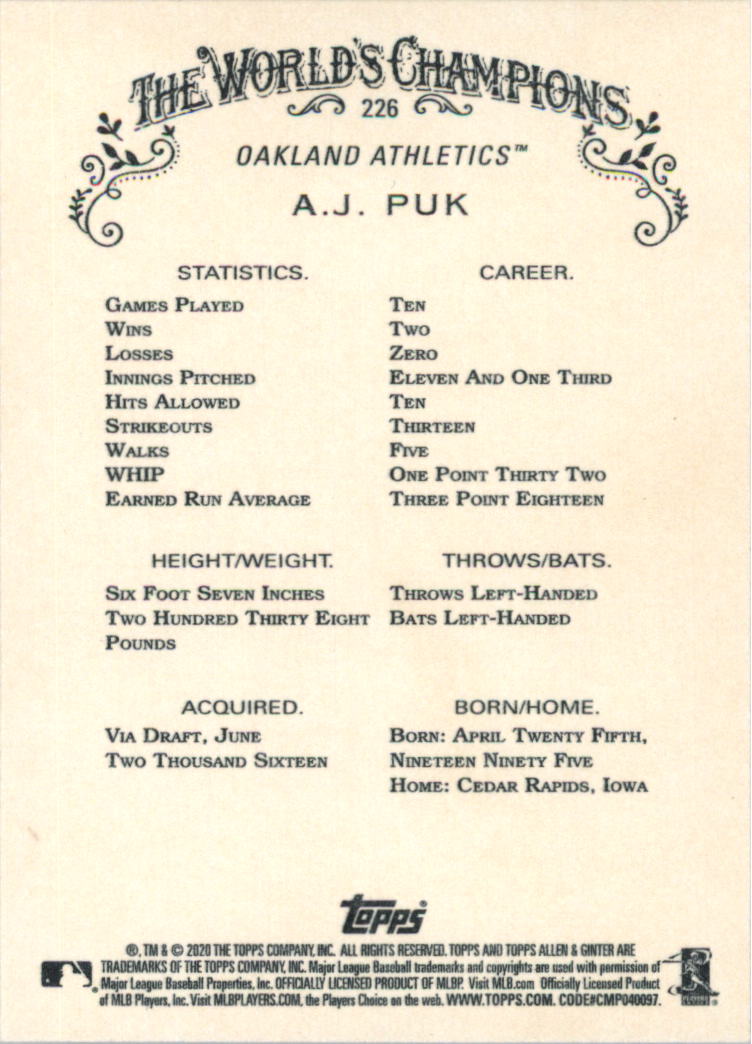 THE WORLD'S CHAMPIONS
226
OAKLAND ATHLETICS™
A.J. PUK
STATISTICS. CAREER.
GAMES PLAYED TEN
WINS TWO
LOSSES ZERO
INNINGS PITCHED ELEVEN AND ONE THIRD
HITS ALLOWED TEN
STRIKEOUTS THIRTEEN
WALKS FIVE
WHIP ONE POINT THIRTY TWO
EARNED RUN AVERAGE THREE POINT EIGHTEEN
HEIGHT/WEIGHT. THROWS/BATS.
SIX FOOT SEVEN INCHES THROWS LEFT-HANDED
TWO HUNDRED THIRTY EIGHT BATS LEFT-HANDED
POUNDS
ACQUIRED. BORN/HOME.
VIA DRAFT, JUNE BORN: APRIL TWENTY FIFTH,
TWO THOUSAND SIXTEEN NINETEEN NINETY FIVE
HOME: CEDAR RAPIDS, IOWA
topps®
®, TM & © 2020 THE TOPPS COMPANY, INC. ALL RIGHTS RESERVED. TOPPS AND TOPPS ALLEN & GINTER ARE
TRADEMARKS OF THE TOPPS COMPANY, INC. Major League Baseball trademarks and copyrights are used with permission of
Major League Baseball Properties, Inc. OFFICIALLY LICENSED PRODUCT OF MLBP. Visit MLB.com Officially Licensed Product
of MLB Players, Inc. Visit MLBPLAYERS.COM, the Players Choice on the web. WWW.TOPPS.COM. CODE#CMP040097.